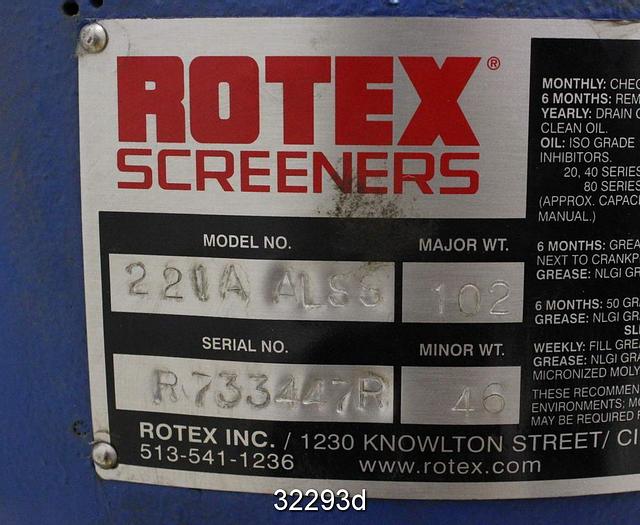 ROTEX®
SCREENERS
MODEL NO.
MAJOR WT.
221A ALSS
102
SERIAL NO.
MINOR WT.
R733447R
46
ROTEX INC. / 1230 KNOWLTON STREET/ CI
513-541-1236
www.rotex.com
MONTHLY: CHEC
6 MONTHS: REM
YEARLY: DRAIN O
CLEAN OIL.
OIL: ISO GRADE
INHIBITORS.
20, 40 SERIES
80 SERIES
(APPROX. CAPAC
MANUAL.)
6 MONTHS: GREA
NEXT TO CRANKP
GREASE: NLGI GR
6 MONTHS: 50 GR
GREASE: NLGI GRA
SLI
WEEKLY: FILL GREA
GREASE: NLGI GRA
MICRONIZED MOLY
THESE RECOMMEN
ENVIRONMENTS; MO
MAY BE REQUIRED F
32293d